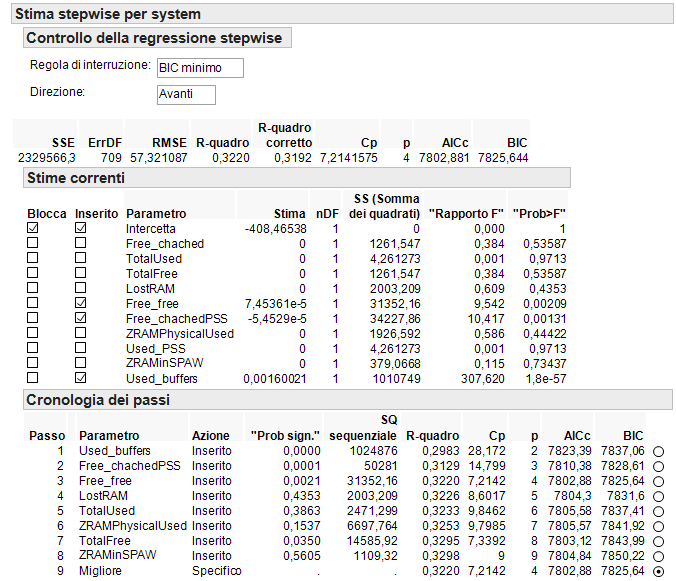 Stima stepwise per system
Controllo della regressione stepwise
Regola di interruzione: BIC minimo
Direzione: Avanti
SSE ErrDF RMSE R-quadro R-quadro corretto Cp p AICc BIC
2329566,3 709 57,321087 0,3220 0,3192 7,2141575 4 7802,881 7825,644
Stime correnti
Blocca Inserito Parametro Stima nDF SS (Somma dei quadrati) "Rapporto F" "Prob>F"
Intercetta -408,46538 1 0 0,000 1
Free_chached 0 1 1261,547 0,384 0,53587
TotalUsed 0 1 4,261273 0,001 0,9713
TotalFree 0 1 1261,547 0,384 0,53587
LostRAM 0 1 2003,209 0,609 0,4353
Free_free 7,45361e-5 1 31352,16 9,542 0,00209
Free_chachedPSS -5,4529e-5 1 34227,86 10,417 0,00131
ZRAMPhysicalUsed 0 1 1926,592 0,586 0,44422
Used_PSS 0 1 4,261273 0,001 0,9713
ZRAMinSPAW 0 1 379,0668 0,115 0,73437
Used_buffers 0,00160021 1 1010749 307,620 1,8e-57
Cronologia dei passi
Passo Parametro Azione "Prob sign." SQ sequenziale R-quadro Cp p AICc BIC
1 Used_buffers Inserito 0,0000 1024876 0,2983 28,172 2 7823,39 7837,06
2 Free_chachedPSS Inserito 0,0001 50281 0,3129 14,799 3 7810,38 7828,61
3 Free_free Inserito 0,0021 31352,16 0,3220 7,2142 4 7802,88 7825,64
4 LostRAM Inserito 0,4353 2003,209 0,3226 8,6017 5 7804,3 7831,6
5 TotalUsed Inserito 0,3863 2471,299 0,3233 9,8462 6 7805,58 7837,41
6 ZRAMPhysicalUsed Inserito 0,1537 6697,764 0,3253 9,7985 7 7805,57 7841,92
7 TotalFree Inserito 0,0350 14585,92 0,3295 7,3392 8 7803,12 7843,99
8 ZRAMinSPAW Inserito 0,5605 1109,32 0,3298 9 9 7804,84 7850,22
9 Migliore Specifico . . 0,3220 7,2142 4 7802,88 7825,64